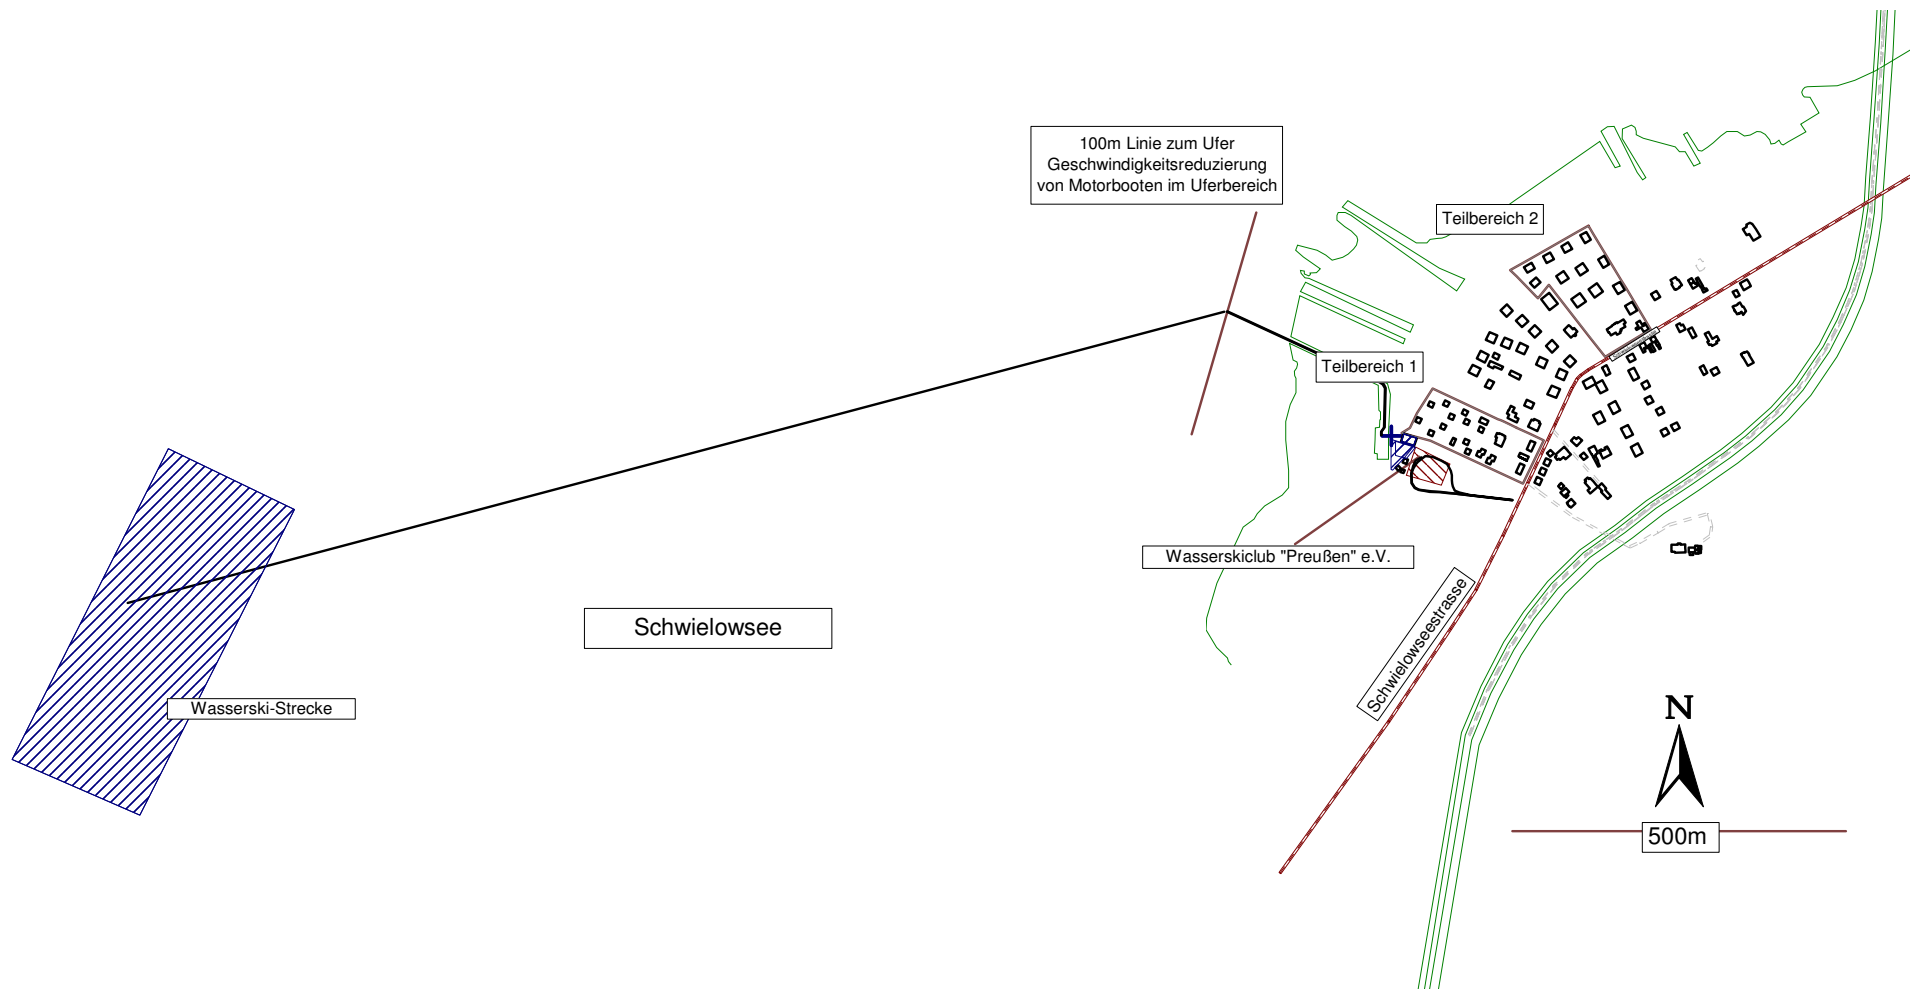 100m Linie zum Ufer
Geschwindigkeitsreduzierung
von Motorbooten im Uferbereich
Teilbereich 2
Teilbereich 1
Wasserskiclub "Preußen" e.V.
Schwielowsee
Schwielowseestrasse
Wasserski-Strecke
N
500m